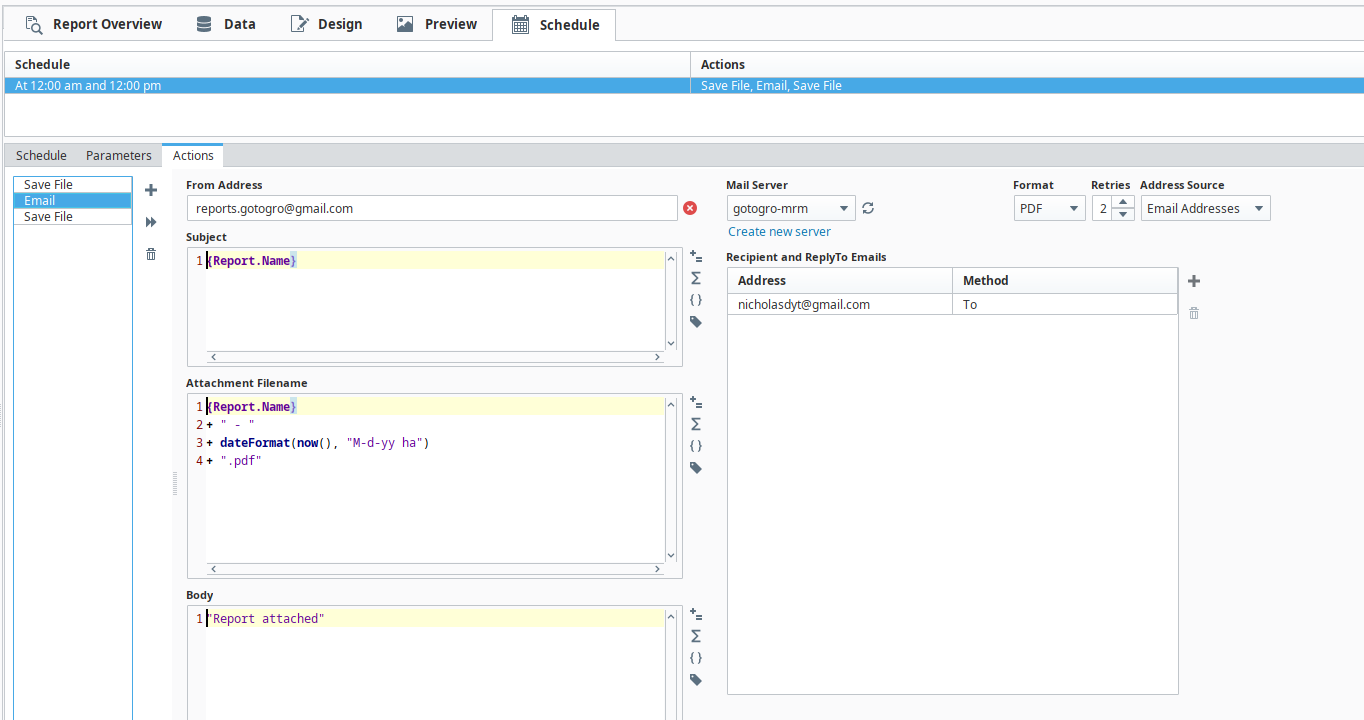 Report Overview Data Design Preview Schedule
Schedule Actions
At 12:00 am and 12:00 pm Save File, Email, Save File
Schedule Parameters Actions
Save File
Email
Save File
From Address
reports.gotogro@gmail.com
Subject
1 {Report.Name}
Attachment Filename
1 {Report.Name}
2 + " - "
3 + dateFormat(now(), "M-d-yy ha")
4 + ".pdf"
Body
1 "Report attached"
Mail Server
gotogro-mrm
Create new server
Format Retries Address Source
PDF 2 Email Addresses
Recipient and ReplyTo Emails
Address Method
nicholasdyt@gmail.com To